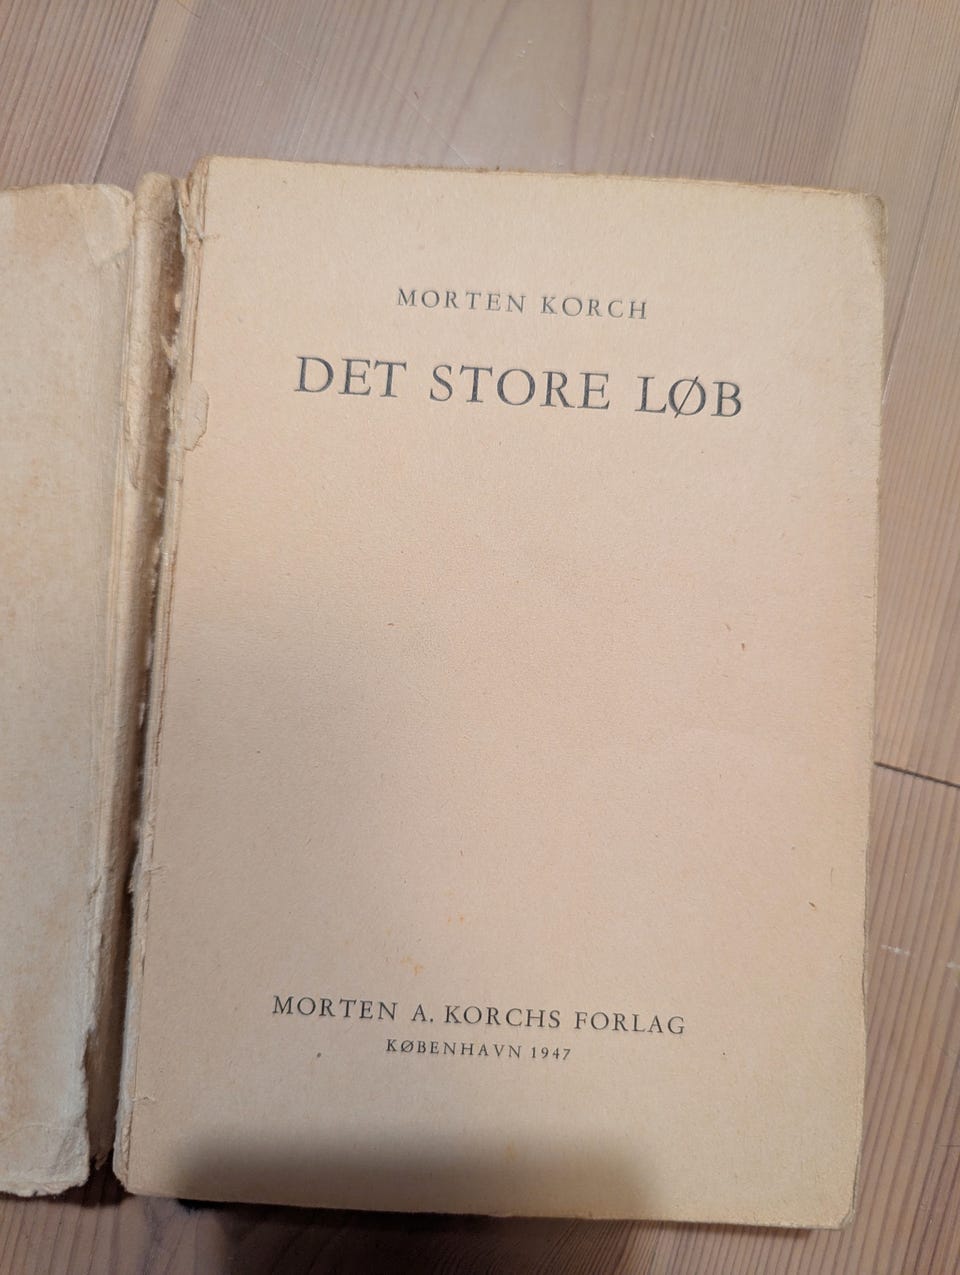 MORTEN KORCH
DET STORE LØB
MORTEN A. KORCHS FORLAG
KØBENHAVN 1947